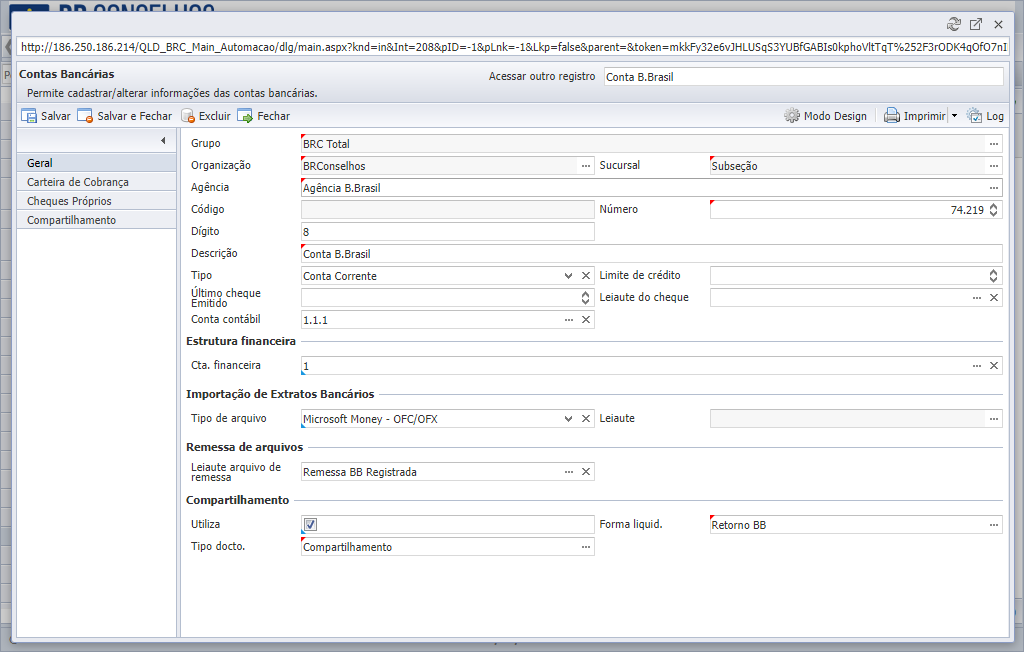 BR CONSELHOS
http://186.250.186.214/QLD_BRC_Main_Automacao/dlg/main.aspx?knd=in&Int=208&pID=-1&pLnk=-1&Lkp=false&parent=&token=mkkFy32e6vJHLUSqS3YUBfGABIs0kphoVltTqT%252F3rODK4qOfO7nI
Contas Bancárias
Acessar outro registro Conta B.Brasil
Permite cadastrar/alterar informações das contas bancárias.
Salvar Salvar e Fechar Excluir Fechar Modo Design Imprimir Log
Geral
Carteira de Cobrança
Cheques Próprios
Compartilhamento
Grupo BRC Total
Organização BRConselhos Sucursal Subseção
Agência Agência B.Brasil
Código Número 74.219
Dígito 8
Descrição Conta B.Brasil
Tipo Conta Corrente Limite de crédito
Último cheque
Emitido Leiaute do cheque
Conta contábil 1.1.1
Estrutura financeira
Cta. financeira 1
Importação de Extratos Bancários
Tipo de arquivo Microsoft Money - OFC/OFX Leiaute
Remessa de arquivos
Leiaute arquivo de
remessa Remessa BB Registrada
Compartilhamento
Utiliza Forma liquid. Retorno BB
Tipo docto. Compartilhamento